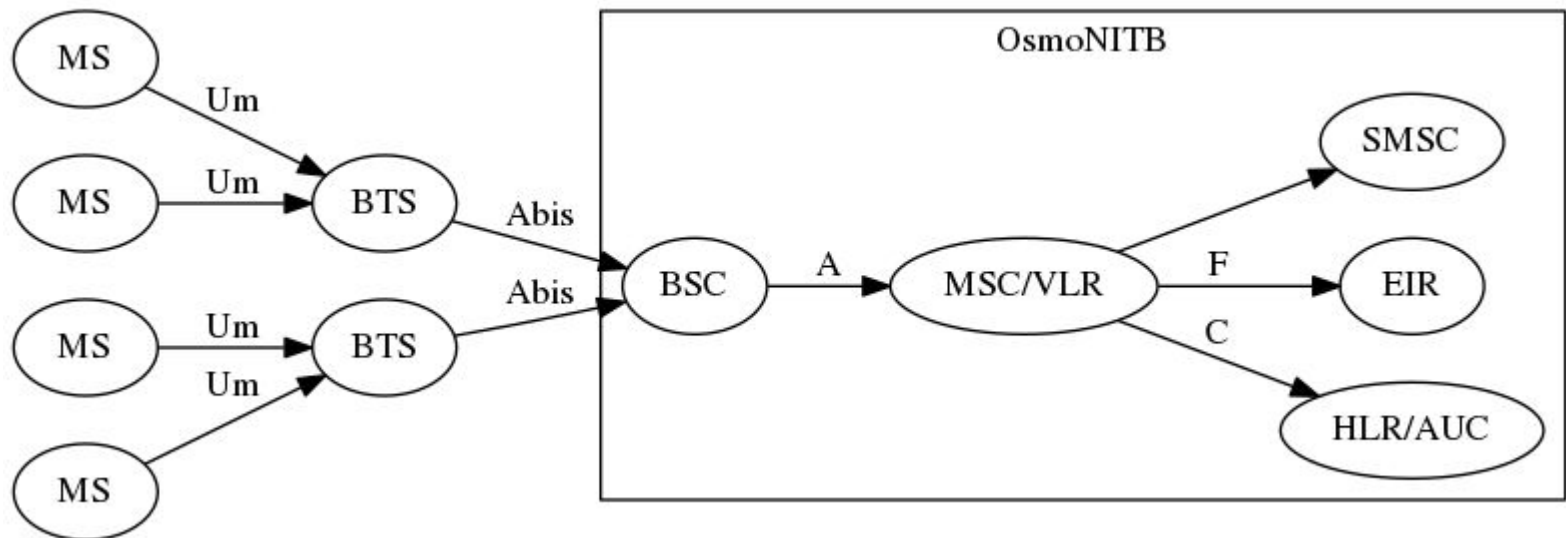 OsmoNITB
MS
Um
MS
Um
BTS
Abis
MS
Um
BTS
Abis
MS
Um
BSC
A
MSC/VLR
SMSC
F
EIR
C
HLR/AUC